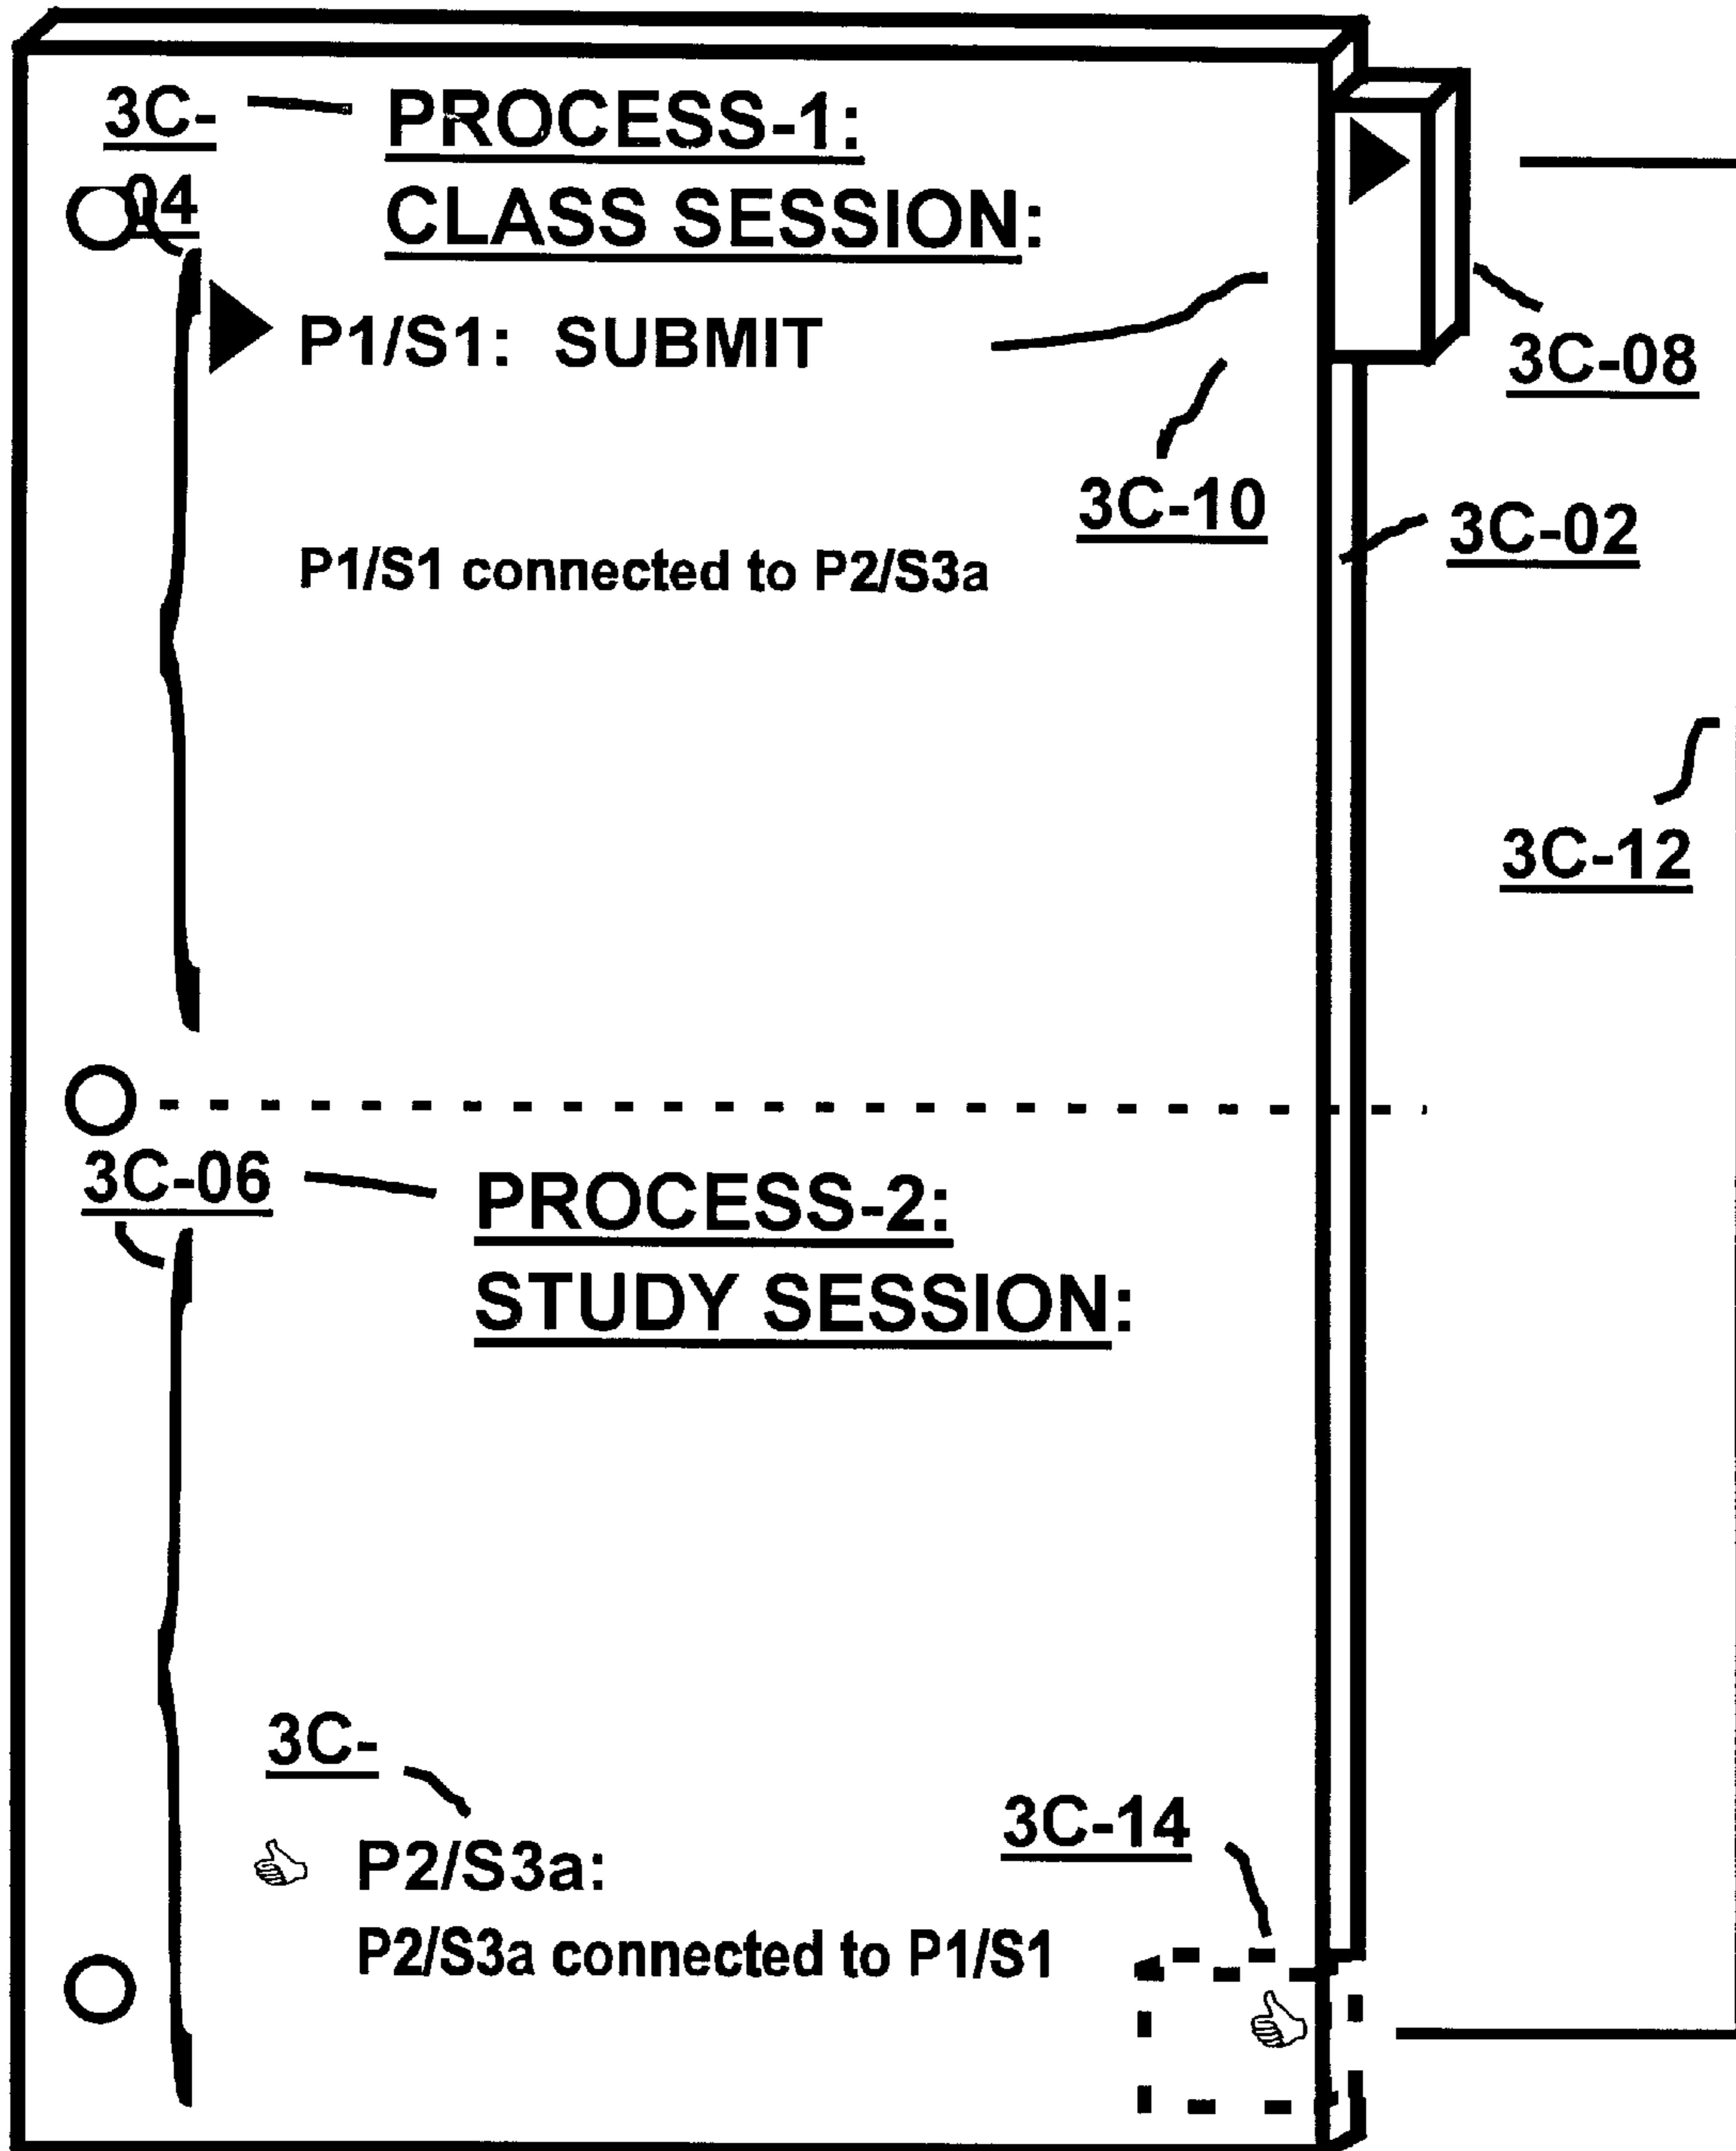 3C- PROCESS-1:
04 CLASS SESSION:
P1/S1: SUBMIT
3C-08
3C-10
3C-02
P1/S1 connected to P2/S3a
3C-12
3C-06 PROCESS-2:
STUDY SESSION:
3C-
3C-14
P2/S3a:
P2/S3a connected to P1/S1